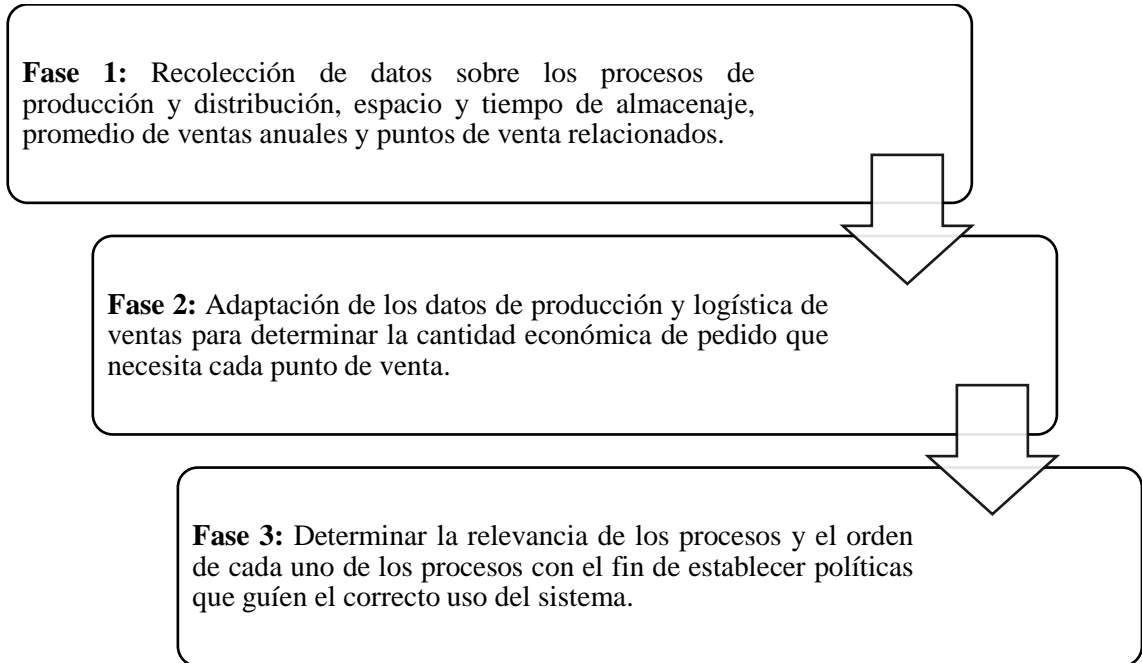 Fase 1: Recolección de datos sobre los procesos de
producción y distribución, espacio y tiempo de almacenaje,
promedio de ventas anuales y puntos de venta relacionados.
Fase 2: Adaptación de los datos de producción y logística de
ventas para determinar la cantidad económica de pedido que
necesita cada punto de venta.
Fase 3: Determinar la relevancia de los procesos y el orden
de cada uno de los procesos con el fin de establecer políticas
que guíen el correcto uso del sistema.